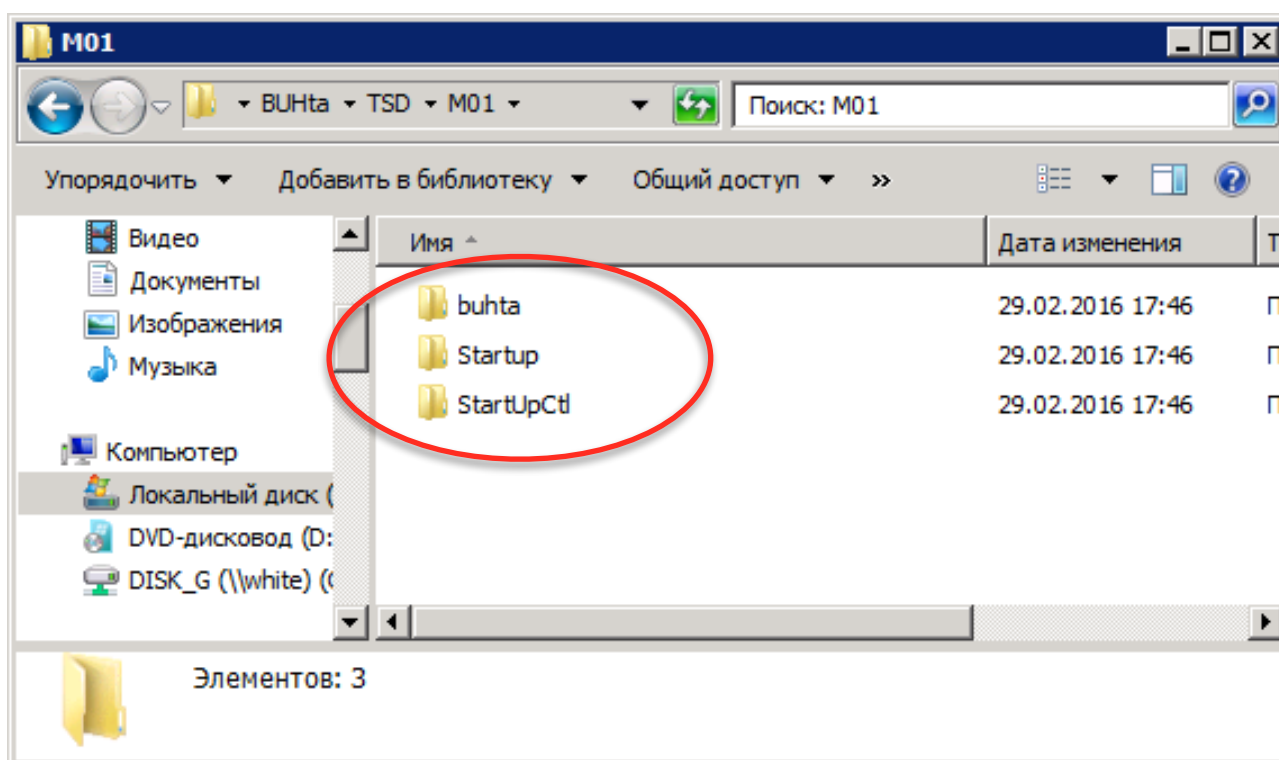 M01
BUHta TSD M01 Поиск: M01
Упорядочить Добавить в библиотеку Общий доступ »
Видео
Документы
Изображения
Музыка
Компьютер
Локальный диск (
DVD-дисковод (D:
DISK_G (\\white) (
Имя Дата изменения
buhta 29.02.2016 17:46
Startup 29.02.2016 17:46
StartUpCtl 29.02.2016 17:46
Элементов: 3